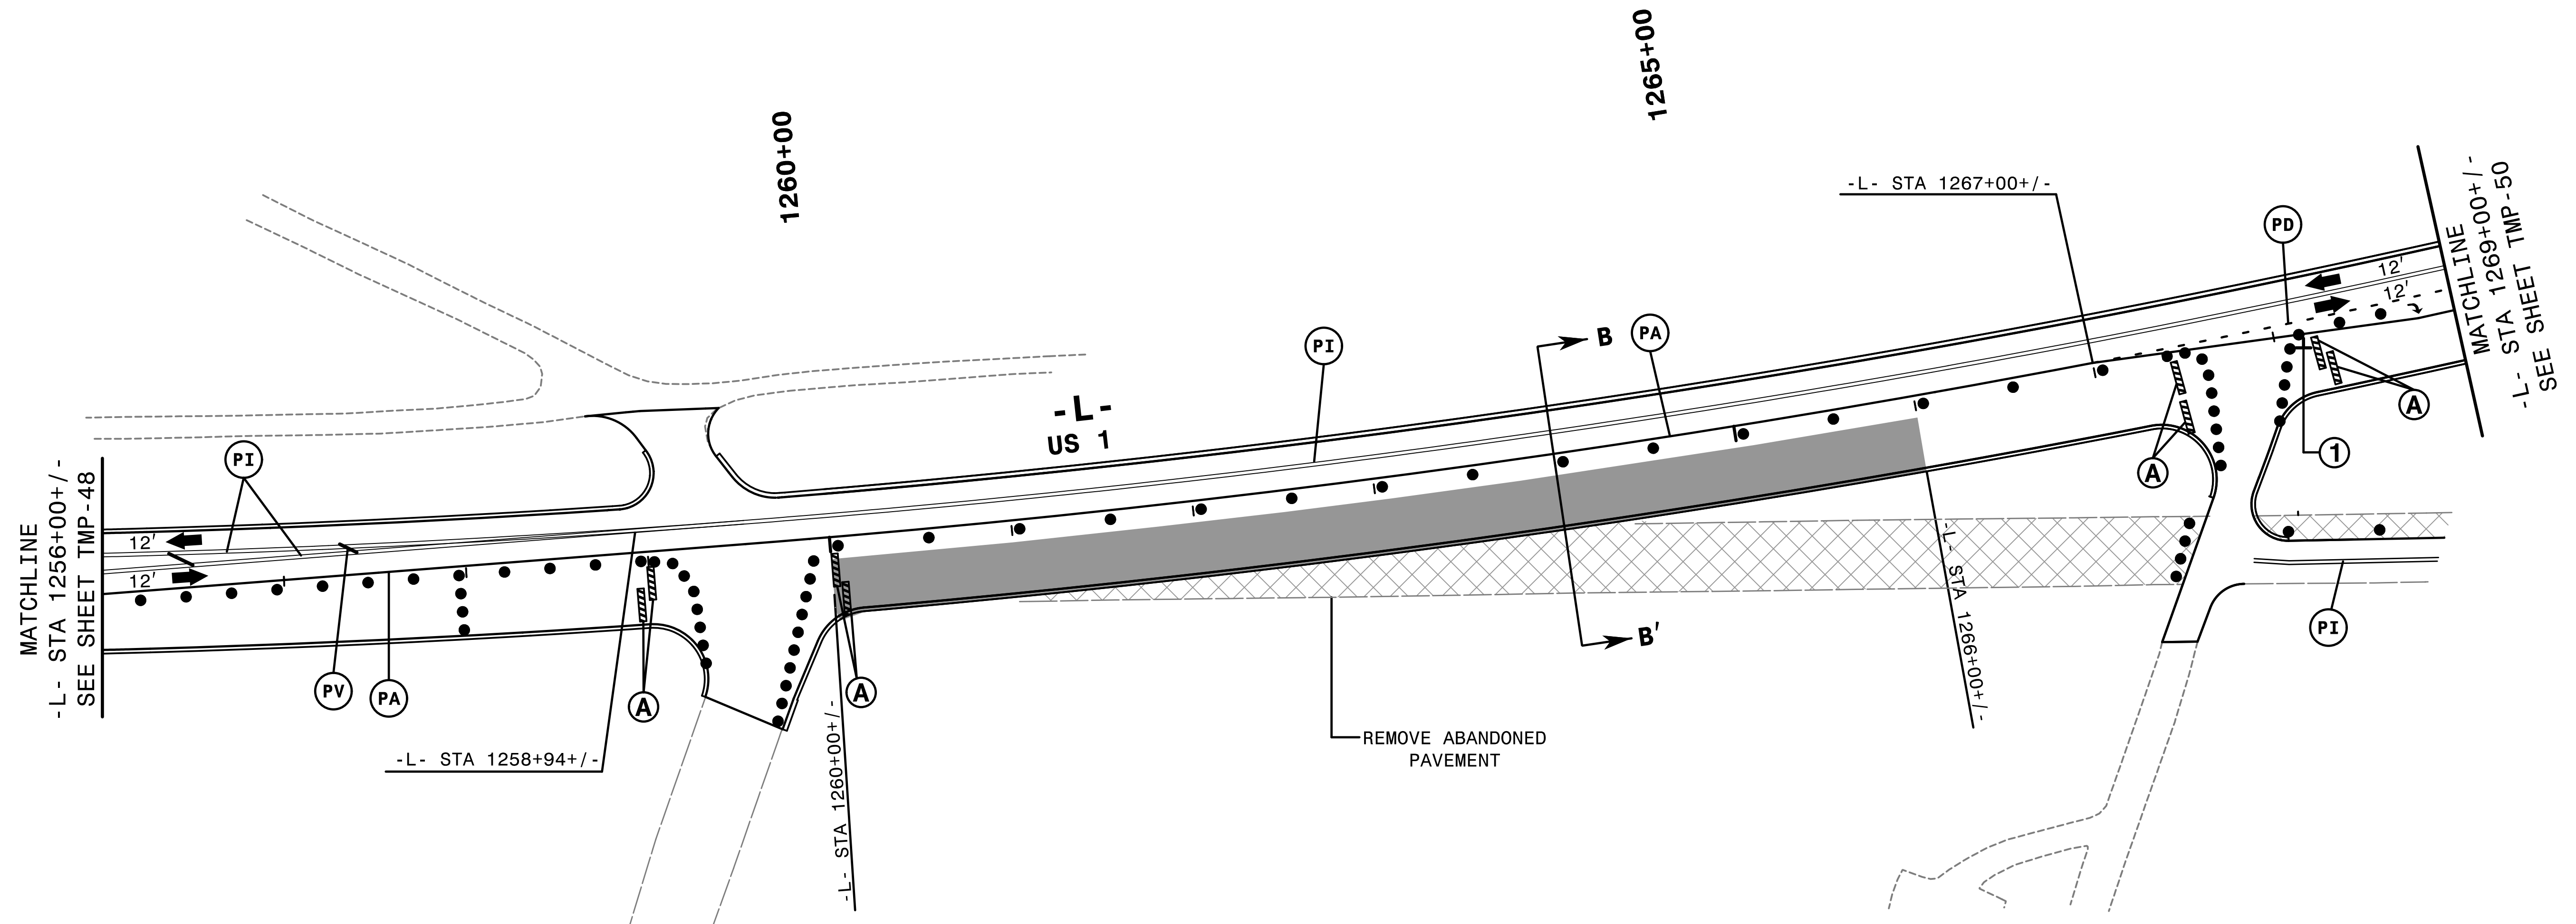 1260+00
1265+00
-L- STA 1267+00+/-
PD
MATCHLINE
-L- STA 1269+00+/-
SEE SHEET TMP-50
12'
12'
PI
B
PA
-L-
US 1
A
1
A
PI
MATCHLINE
-L- STA 1256+00+/-
SEE SHEET TMP-48
12'
12'
-L- STA 1266+00+/-
B'
PI
PV
PA
A
A
-L- STA 1260+00+/-
REMOVE ABANDONED
PAVEMENT
-L- STA 1258+94+/-